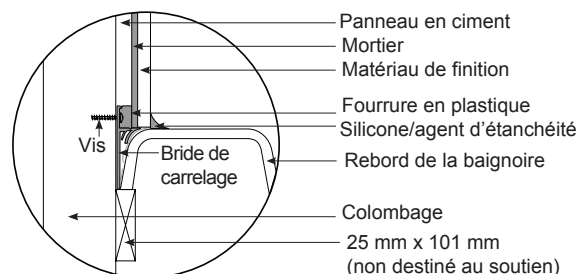 Panneau en ciment
Mortier
Matériau de finition
Fourrure en plastique
Silicone/agent d'étanchéité
Vis
Bride de
carrelage
Rebord de la baignoire
Colombage
25 mm x 101 mm
(non destiné au soutien)